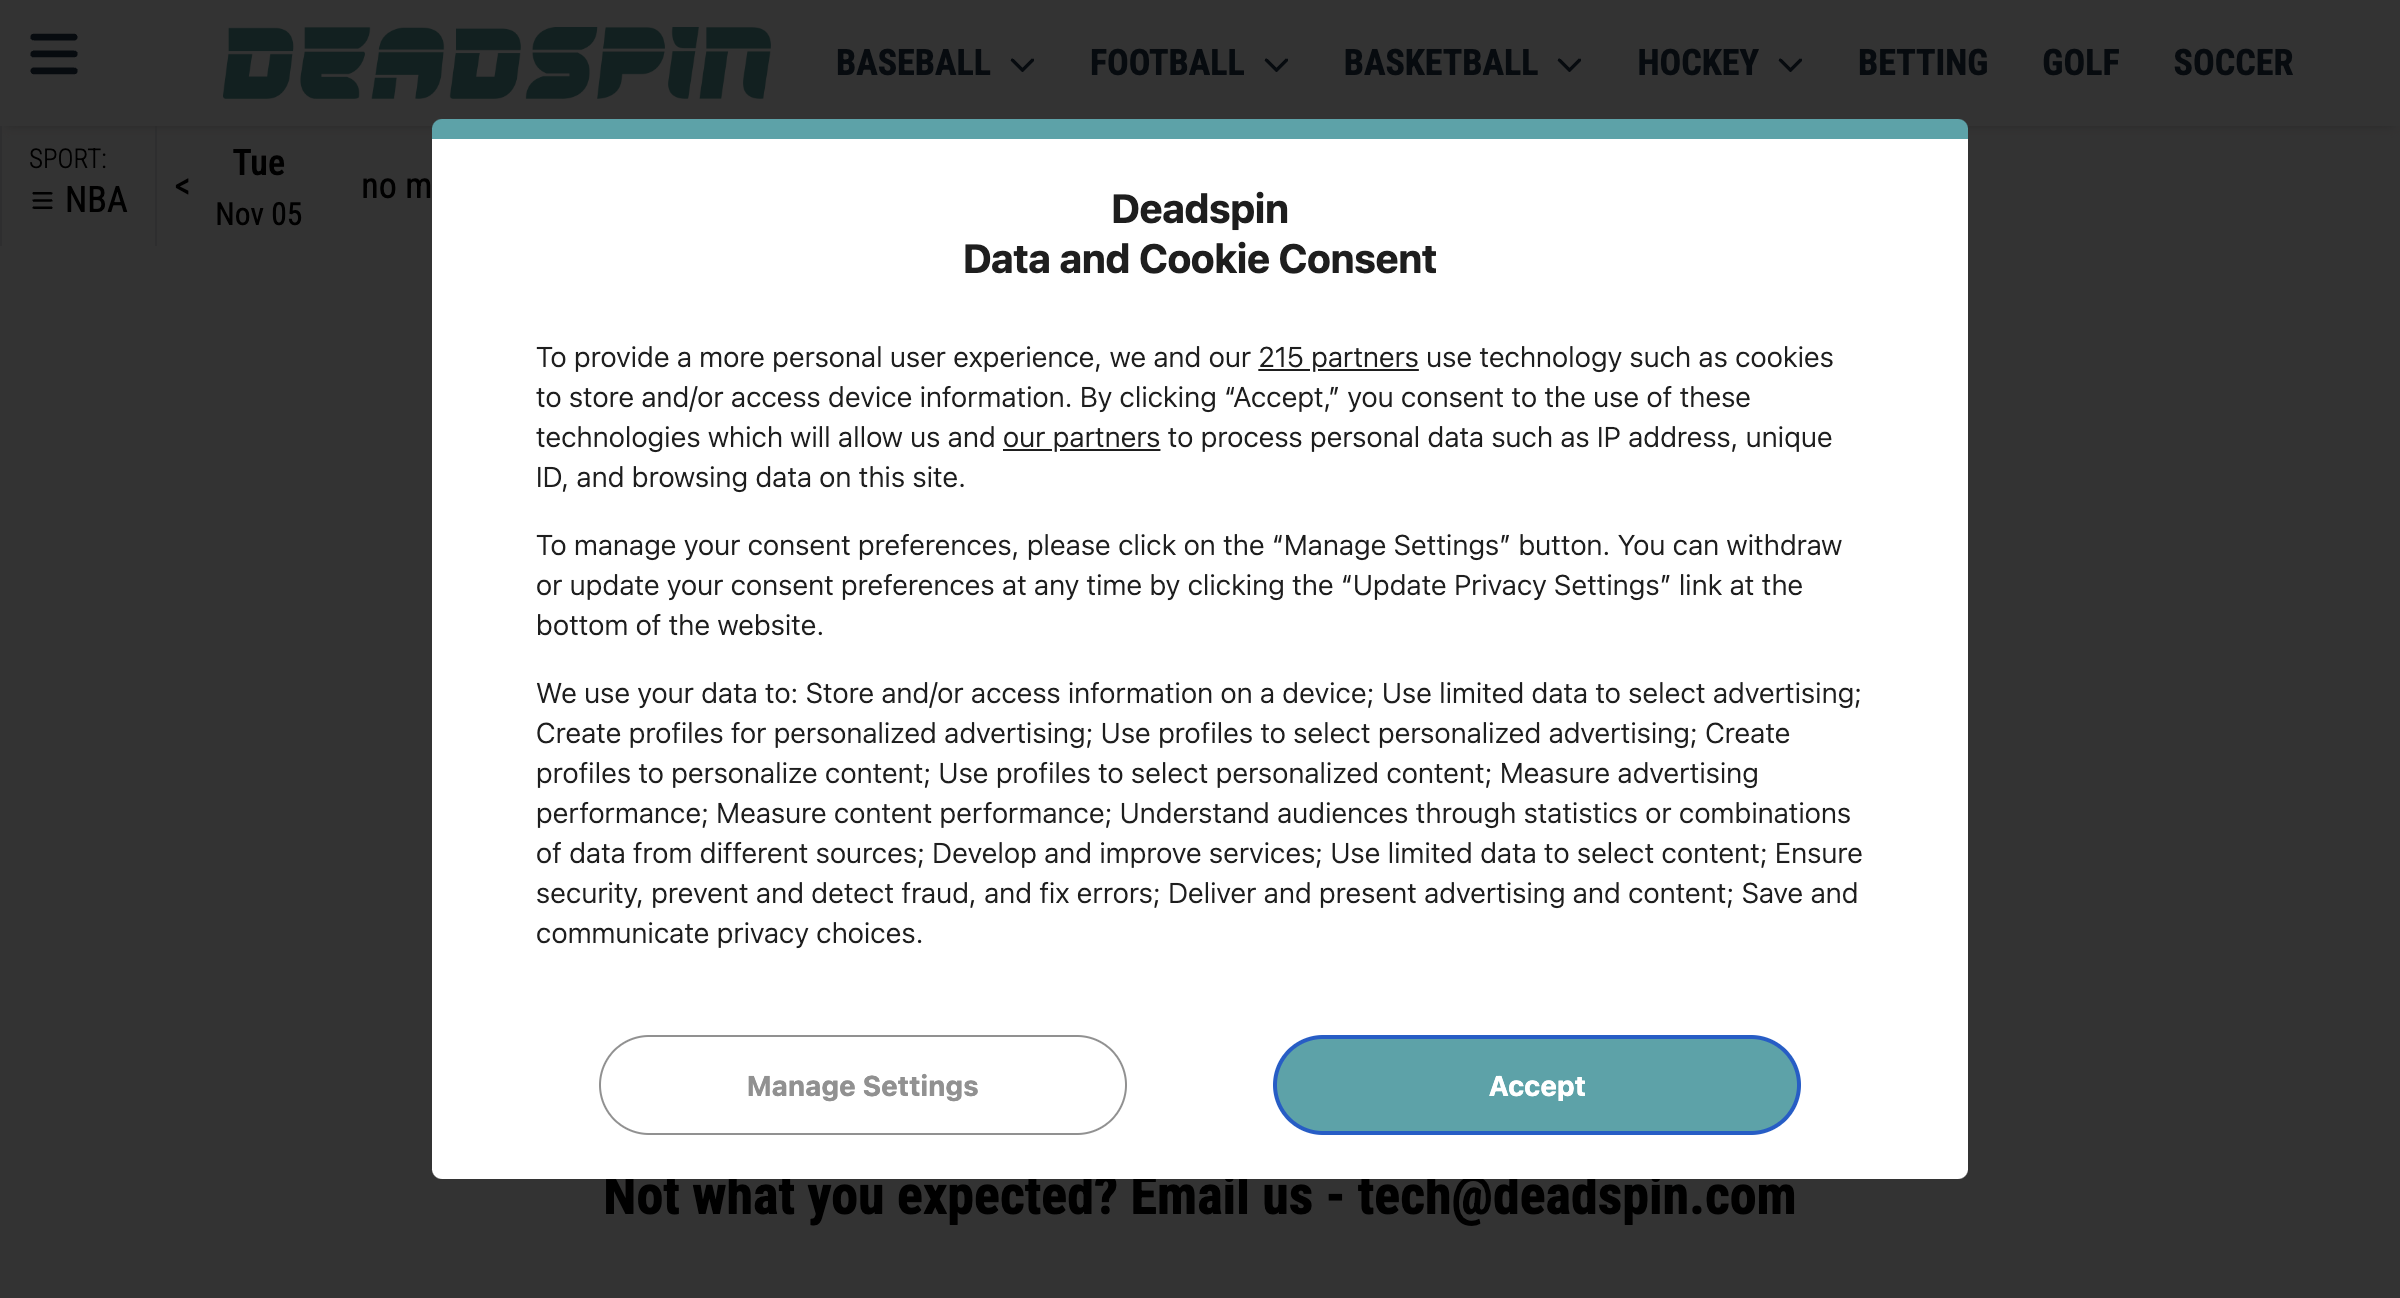 DEADSPIN
BASEBALL
FOOTBALL
BASKETBALL
HOCKEY
BETTING
GOLF
SOCCER
SPORT:
NBA
<
Tue
Nov 05
no m
Deadspin
Data and Cookie Consent
To provide a more personal user experience, we and our 215 partners use technology such as cookies
to store and/or access device information. By clicking “Accept,” you consent to the use of these
technologies which will allow us and our partners to process personal data such as IP address, unique
ID, and browsing data on this site.
To manage your consent preferences, please click on the “Manage Settings” button. You can withdraw
or update your consent preferences at any time by clicking the “Update Privacy Settings” link at the
bottom of the website.
We use your data to: Store and/or access information on a device; Use limited data to select advertising;
Create profiles for personalized advertising; Use profiles to select personalized advertising; Create
profiles to personalize content; Use profiles to select personalized content; Measure advertising
performance; Measure content performance; Understand audiences through statistics or combinations
of data from different sources; Develop and improve services; Use limited data to select content; Ensure
security, prevent and detect fraud, and fix errors; Deliver and present advertising and content; Save and
communicate privacy choices.
Manage Settings
Accept
Not what you expected? Email us - tech@deadspin.com